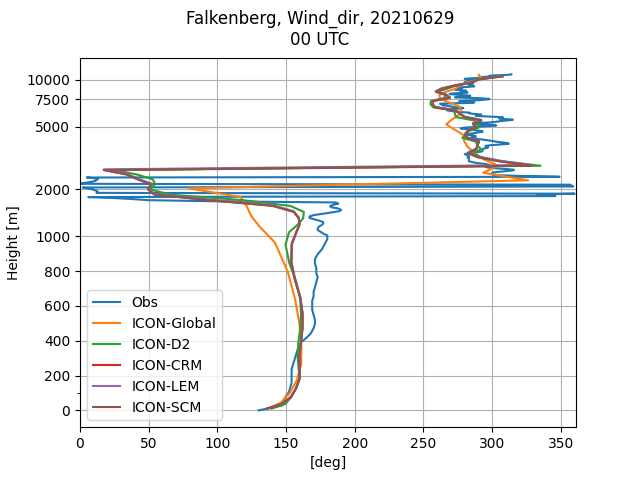 Falkenberg, Wind_dir, 20210629
00 UTC
10000
7500
5000
2000
1000
800
600
400
200
0
Height [m]
Obs
ICON-Global
ICON-D2
ICON-CRM
ICON-LEM
ICON-SCM
0 50 100 150 200 250 300 350
[deg]